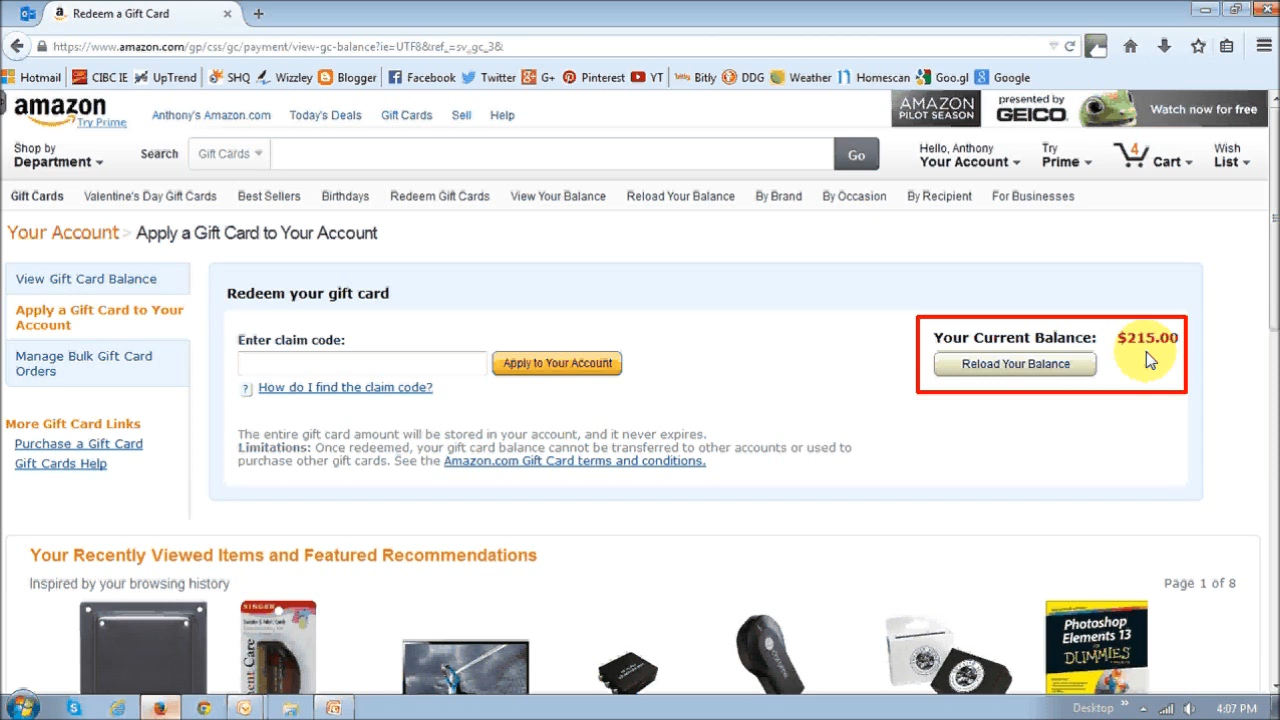 Redeem a Gift Card
https://www.amazon.com/gp/css/gc/payment/view-gc-balance?ie=UTF8&ref_=sv_gc_3&
Hotmail CIBC IE UpTrend SHQ Wizzley Blogger Facebook Twitter G+ Pinterest YT Bitly DDG Weather Homescan Goo.gl Google
amazon
Try Prime
Anthony's Amazon.com Today's Deals Gift Cards Sell Help
AMAZON
PILOT SEASON
presented by
GEICO
Watch now for free
Shop by
Department
Search Gift Cards Go
Hello, Anthony
Your Account
Try
Prime
4
Cart
Wish
List
Gift Cards Valentine's Day Gift Cards Best Sellers Birthdays Redeem Gift Cards View Your Balance Reload Your Balance By Brand By Occasion By Recipient For Businesses
Your Account > Apply a Gift Card to Your Account
View Gift Card Balance
Apply a Gift Card to Your
Account
Manage Bulk Gift Card
Orders
More Gift Card Links
Purchase a Gift Card
Gift Cards Help
Redeem your gift card
Enter claim code:
Apply to Your Account
? How do I find the claim code?
Your Current Balance: $215.00
Reload Your Balance
The entire gift card amount will be stored in your account, and it never expires.
Limitations: Once redeemed, your gift card balance cannot be transferred to other accounts or used to
purchase other gift cards. See the Amazon.com Gift Card terms and conditions.
Your Recently Viewed Items and Featured Recommendations
Inspired by your browsing history
Page 1 of 8
SINGER
Photoshop
Elements 13
FOR
DUMMIES
Desktop
4:07 PM